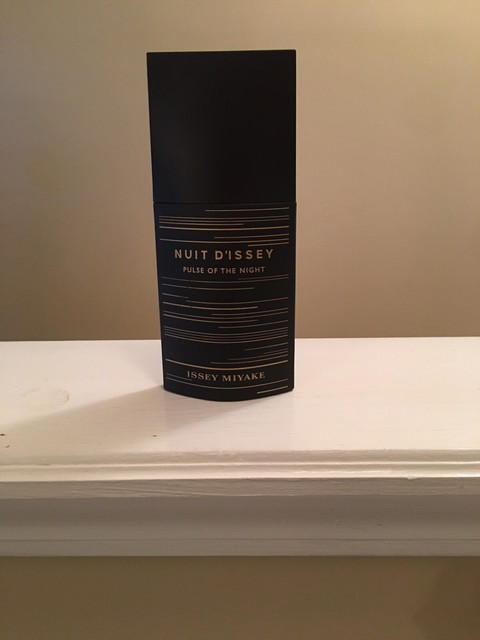 NUIT D'ISSEY
PULSE OF THE NIGHT
ISSEY MIYAKE